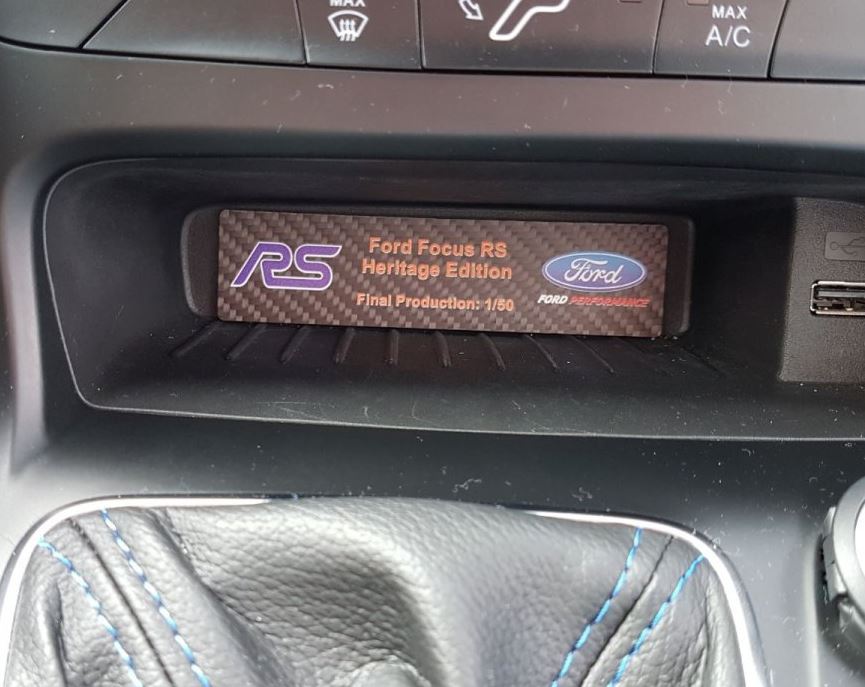 MAX
MAX
A/C
RS
Ford Focus RS
Heritage Edition
Final Production: 1/50
Ford
FORD PERFORMANCE